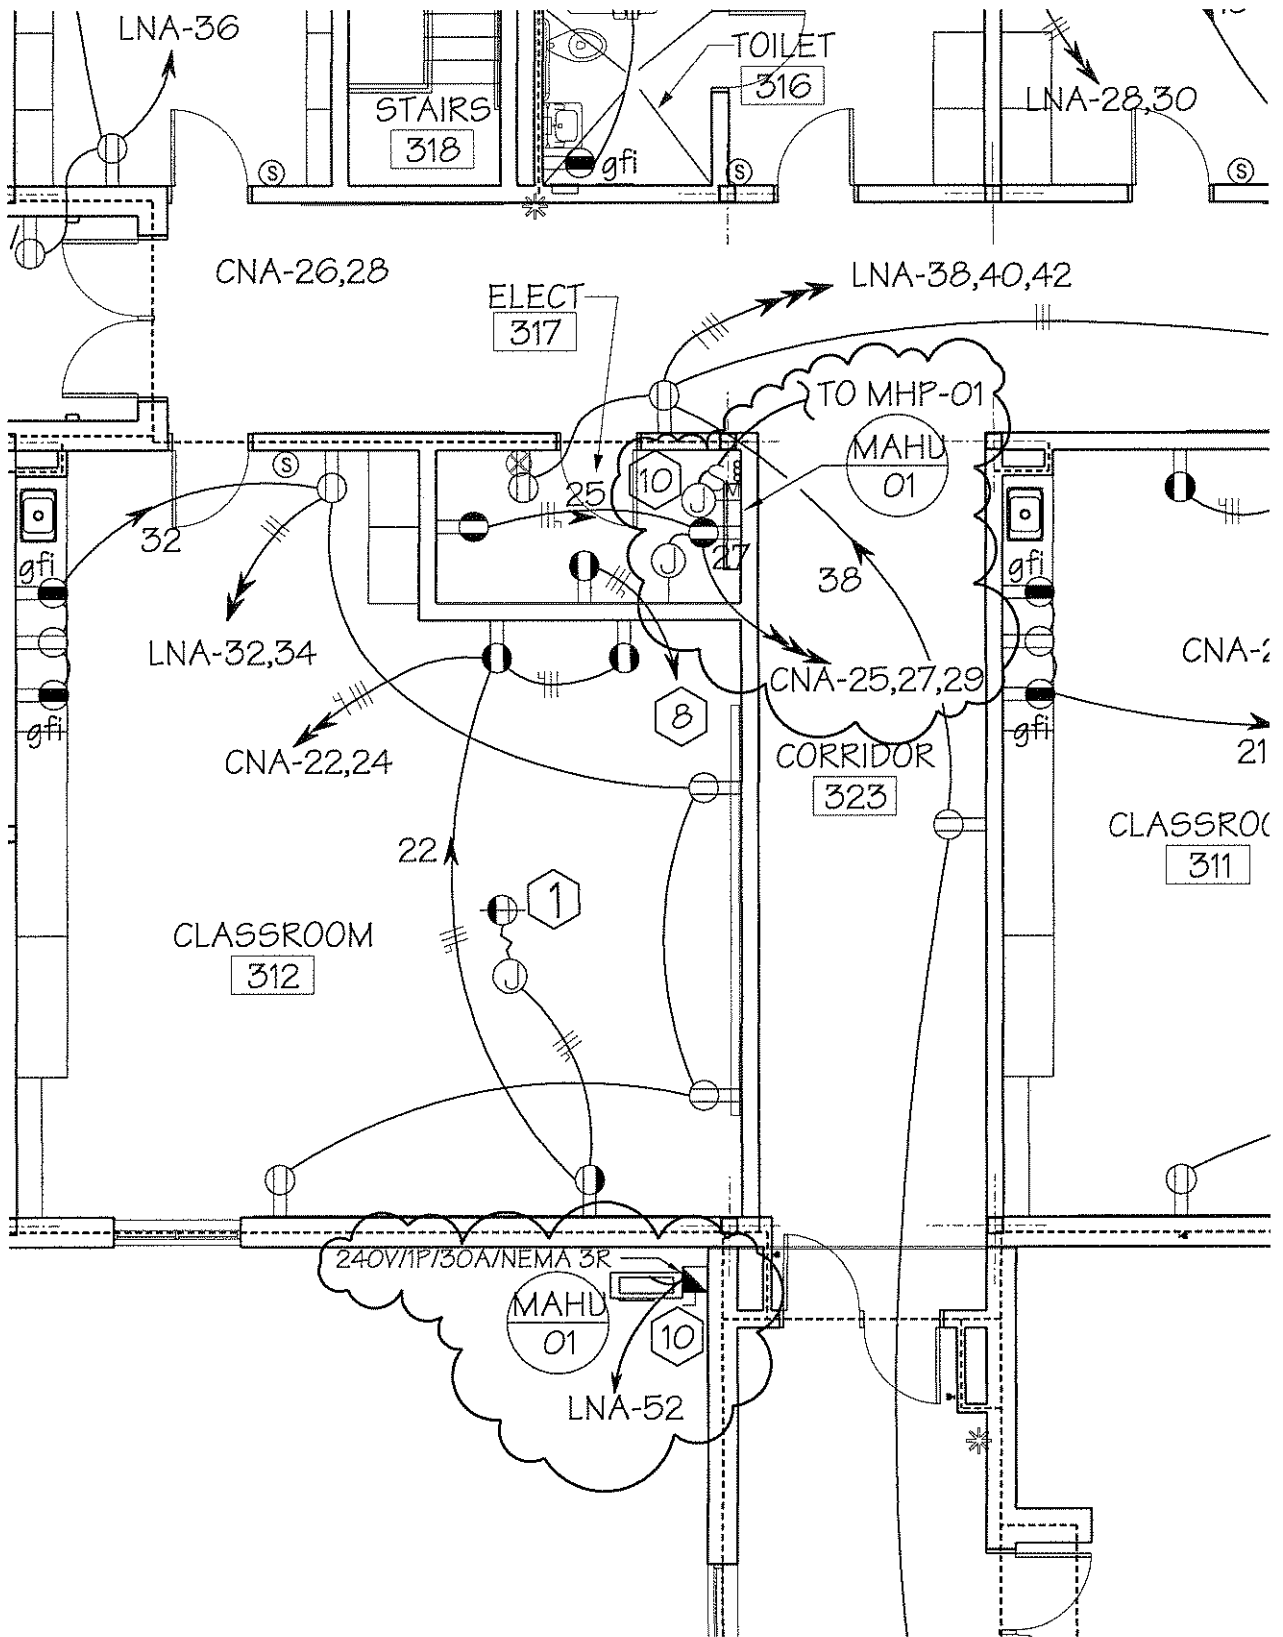 LNA-36
STAIRS
318
TOILET
316
LNA-28,30
gfi
S
S
S
CNA-26,28
ELECT
317
LNA-38,40,42
TO MHP-01
MAHU
01
S
10
J
M
25
27
J
32
gfi
38
gfi
LNA-32,34
CNA-25,27,29
8
gfi
gfi
CNA-22,24
CORRIDOR
323
21
22
CLASSROOM
312
1
J
311
240V/1P/30A/NEMA 3R
MAHU
01
10
LNA-52